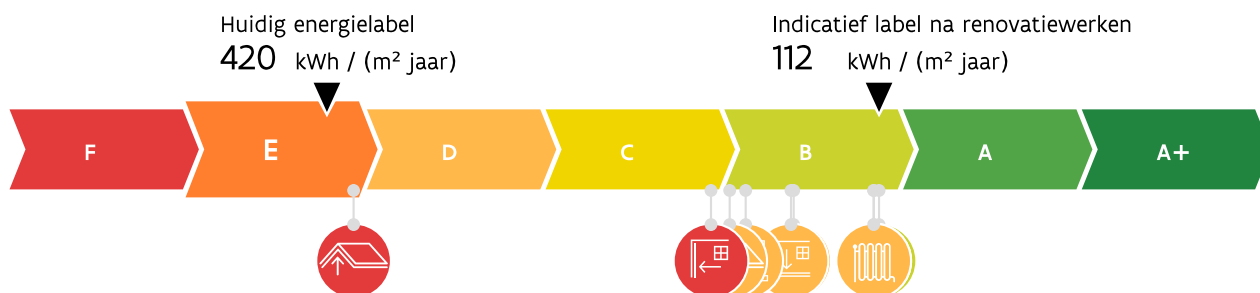 Huidig energielabel
420 kWh / (m² jaar)
Indicatief label na renovatiewerken
112 kWh / (m² jaar)
F E D C B A A+